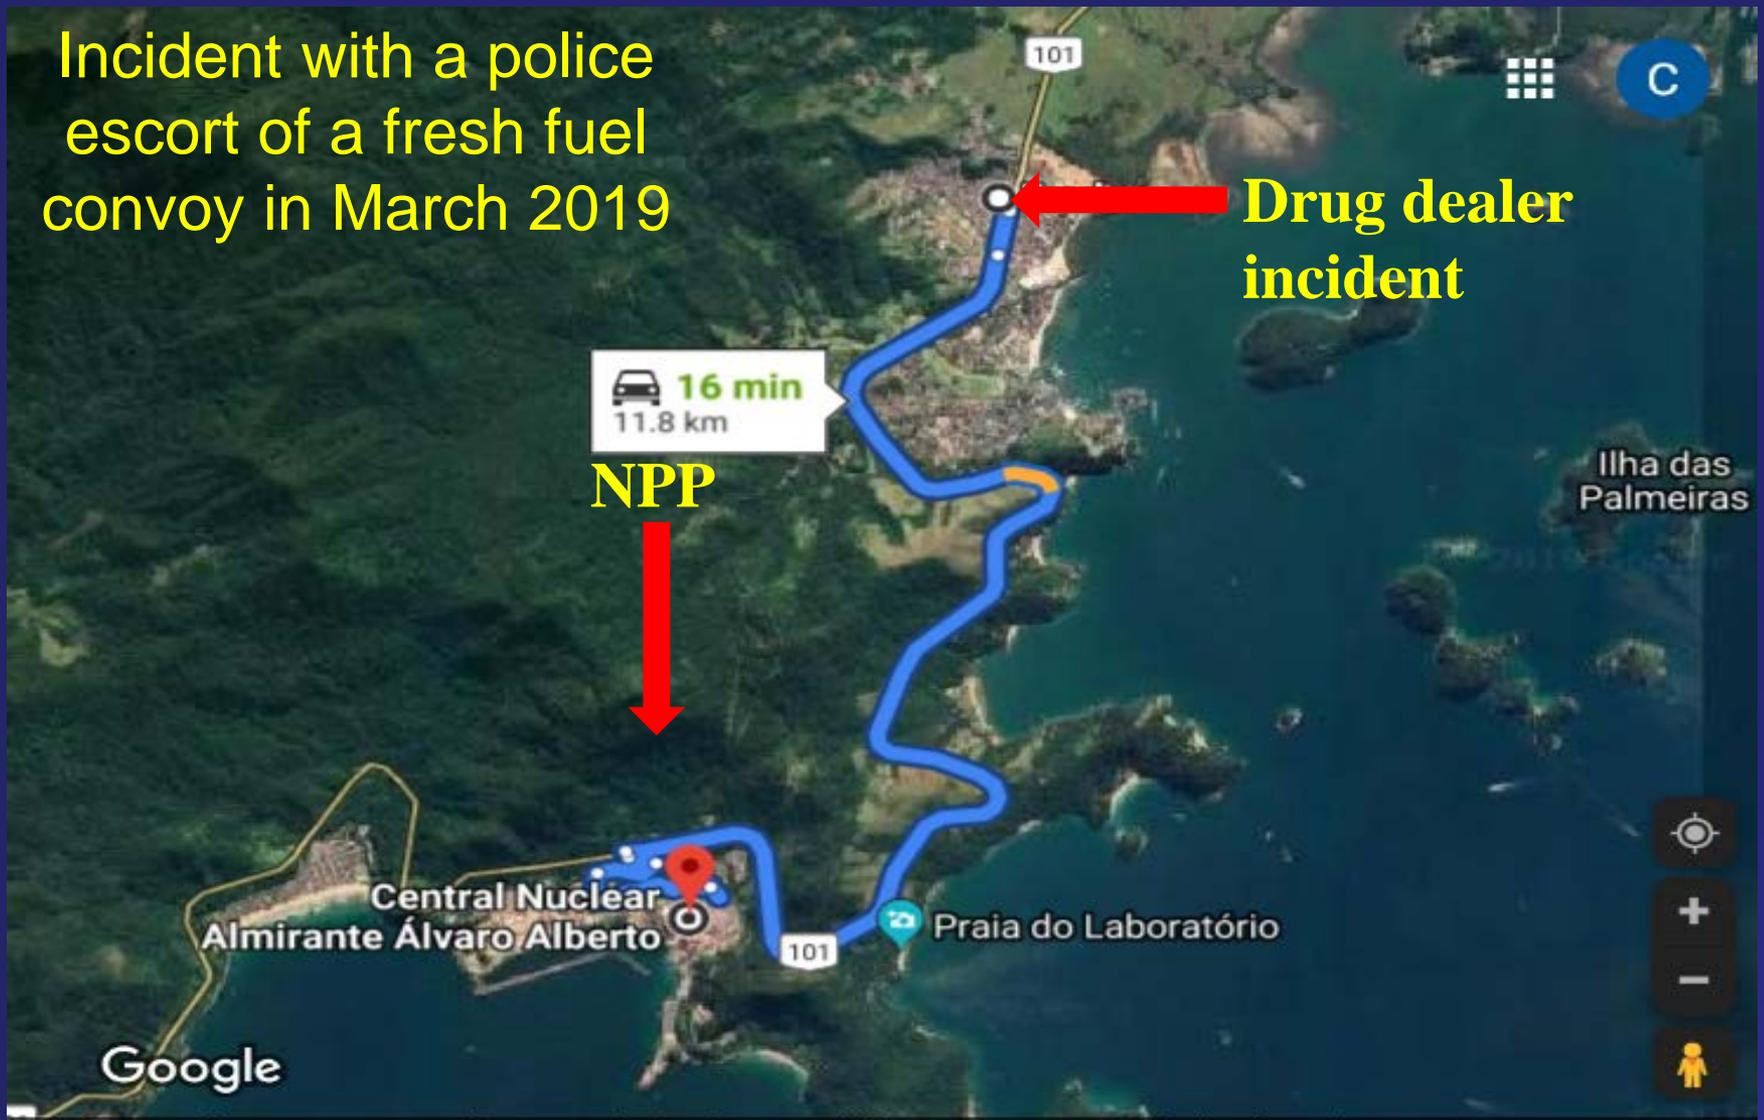 Incident with a police
escort of a fresh fuel
convoy in March 2019
101
C
Drug dealer
incident
16 min
11.8 km
NPP
Ilha das
Palmeiras
Central Nuclear
Almirante Álvaro Alberto
101
Praia do Laboratório
Google